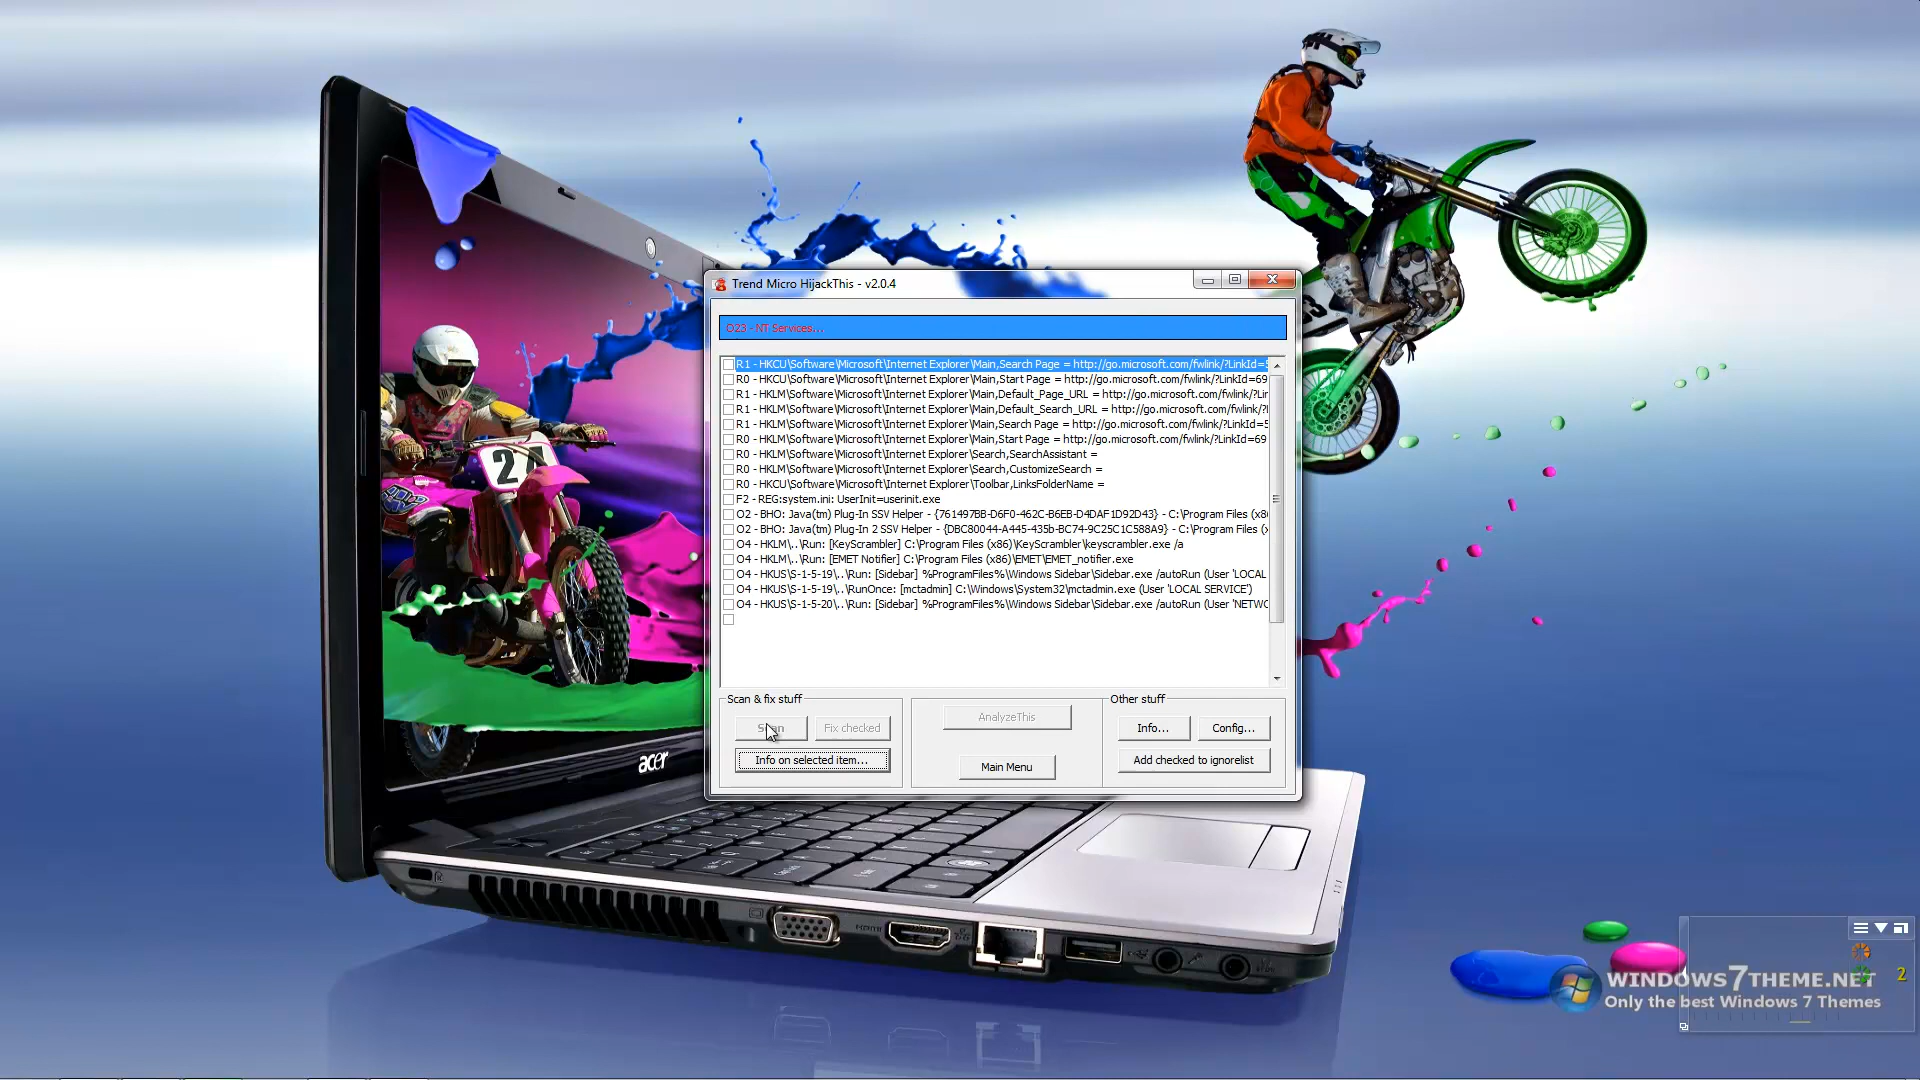 Trend Micro HijackThis - v2.0.4
O23 - NT Services...
R1 - HKCU\Software\Microsoft\Internet Explorer\Main,Search Page = http://go.microsoft.com/fwlink/?LinkId=5
R0 - HKCU\Software\Microsoft\Internet Explorer\Main,Start Page = http://go.microsoft.com/fwlink/?LinkId=69
R1 - HKLM\Software\Microsoft\Internet Explorer\Main,Default_Page_URL = http://go.microsoft.com/fwlink/?Lir
R1 - HKLM\Software\Microsoft\Internet Explorer\Main,Default_Search_URL = http://go.microsoft.com/fwlink/?l
R1 - HKLM\Software\Microsoft\Internet Explorer\Main,Search Page = http://go.microsoft.com/fwlink/?LinkId=5
R0 - HKLM\Software\Microsoft\Internet Explorer\Main,Start Page = http://go.microsoft.com/fwlink/?LinkId=69
R0 - HKLM\Software\Microsoft\Internet Explorer\Search,SearchAssistant =
R0 - HKLM\Software\Microsoft\Internet Explorer\Search,CustomizeSearch =
R0 - HKCU\Software\Microsoft\Internet Explorer\Toolbar,LinksFolderName =
F2 - REG:system.ini: UserInit=userinit.exe
O2 - BHO: Java(tm) Plug-In SSV Helper - {761497BB-D6F0-462C-B6EB-D4DAF1D92D43} - C:\Program Files (x8
O2 - BHO: Java(tm) Plug-In 2 SSV Helper - {DBC80044-A445-435b-BC74-9C25C1C588A9} - C:\Program Files (x
O4 - HKLM\..\Run: [KeyScrambler] C:\Program Files (x86)\KeyScrambler\keyscrambler.exe /a
O4 - HKLM\..\Run: [EMET Notifier] C:\Program Files (x86)\EMET\EMET_notifier.exe
O4 - HKUS\S-1-5-19\..\Run: [Sidebar] %ProgramFiles%\Windows Sidebar\Sidebar.exe /autoRun (User 'LOCAL
O4 - HKUS\S-1-5-19\..\RunOnce: [mctadmin] C:\Windows\System32\mctadmin.exe (User 'LOCAL SERVICE')
O4 - HKUS\S-1-5-20\..\Run: [Sidebar] %ProgramFiles%\Windows Sidebar\Sidebar.exe /autoRun (User 'NETWO
Scan & fix stuff
Scan
Fix checked
Info on selected item...
AnalyzeThis
Main Menu
Other stuff
Info...
Config...
Add checked to ignorelist
24
acer
HDMI
WINDOWS7THEME.NET
Only the best Windows 7 Themes
2